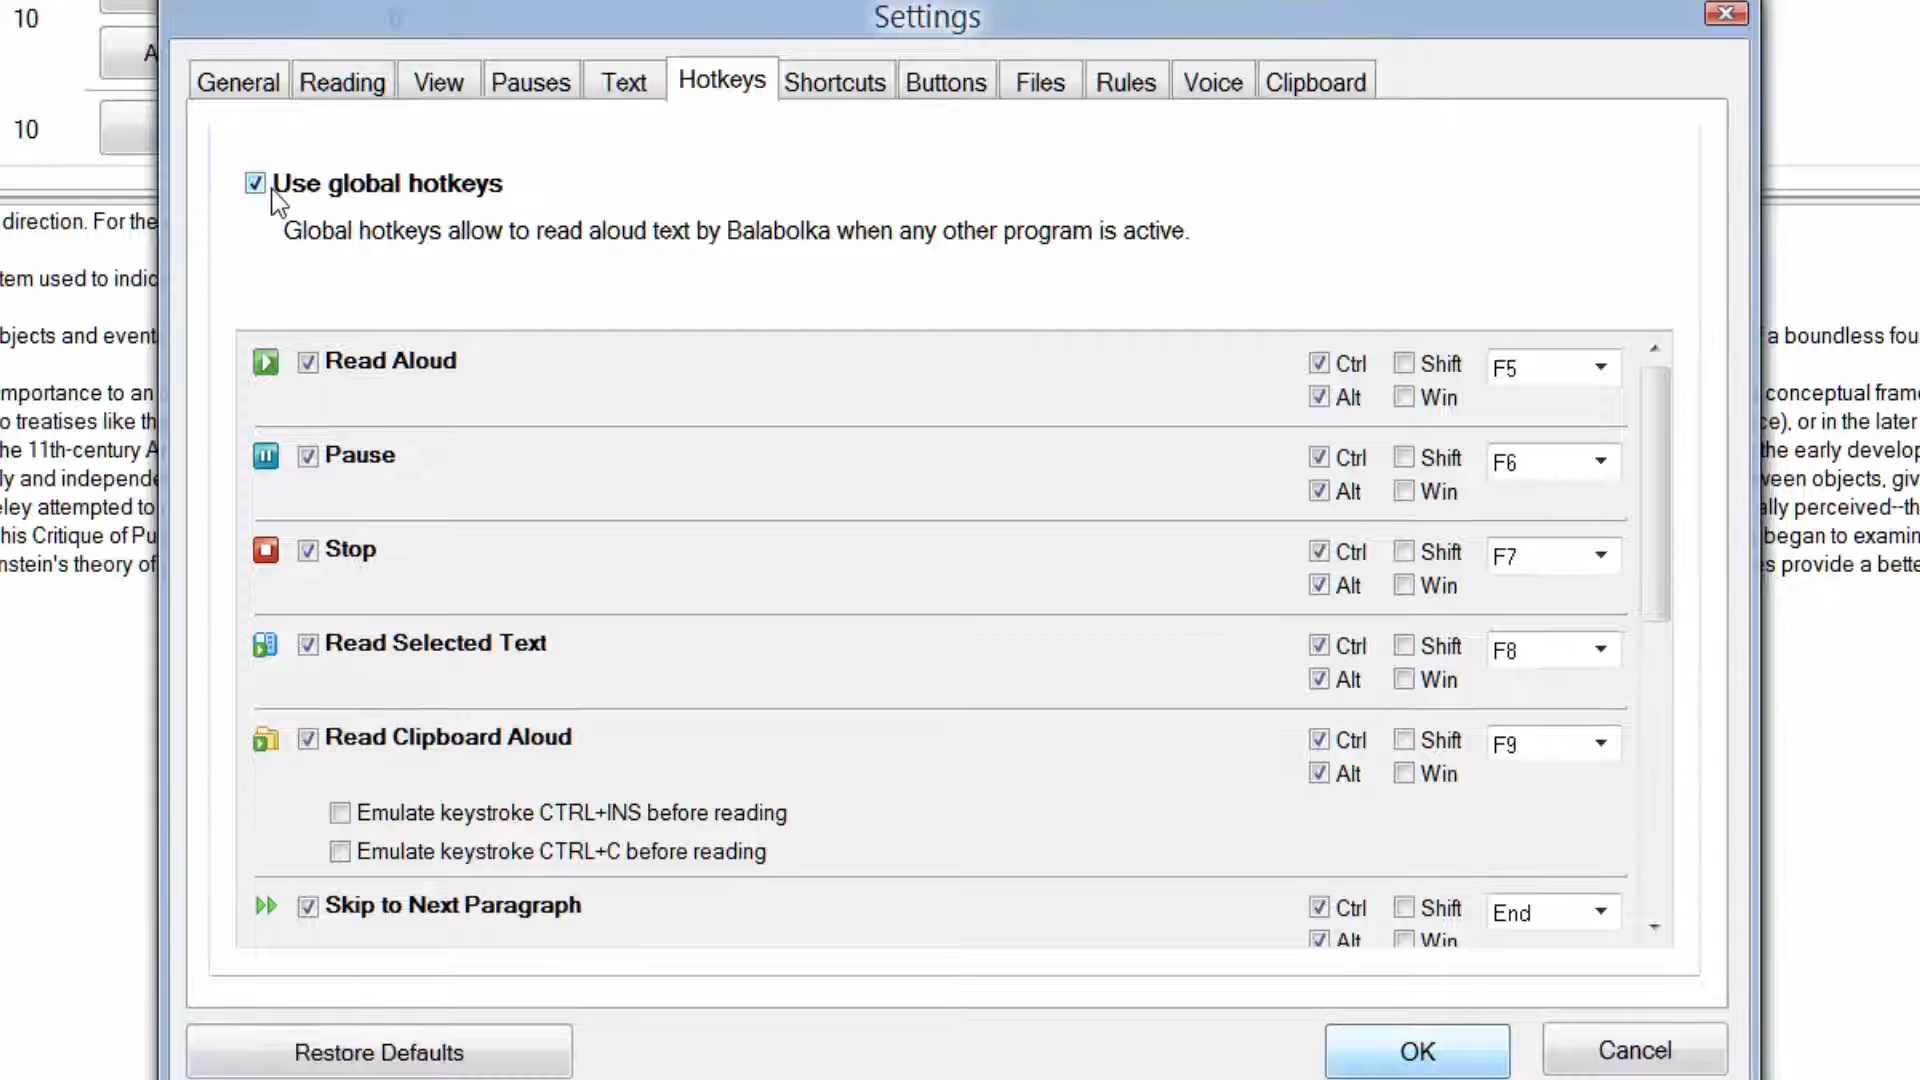 Settings
10
A
10
General Reading View Pauses Text Hotkeys Shortcuts Buttons Files Rules Voice Clipboard
Use global hotkeys
Global hotkeys allow to read aloud text by Balabolka when any other program is active.
direction. For the
tem used to indic
bjects and event
a boundless fou
mportance to an
conceptual frame
o treatises like th
ce), or in the later
he 11th-century A
the early develop
ly and independe
veen objects, giv
eley attempted to
ally perceived--th
his Critique of Pu
began to examin
nstein's theory of
s provide a bette
Read Aloud Ctrl Shift F5
Alt Win
Pause Ctrl Shift F6
Alt Win
Stop Ctrl Shift F7
Alt Win
Read Selected Text Ctrl Shift F8
Alt Win
Read Clipboard Aloud Ctrl Shift F9
Alt Win
Emulate keystroke CTRL+INS before reading
Emulate keystroke CTRL+C before reading
Skip to Next Paragraph Ctrl Shift End
Alt Win
Restore Defaults OK Cancel